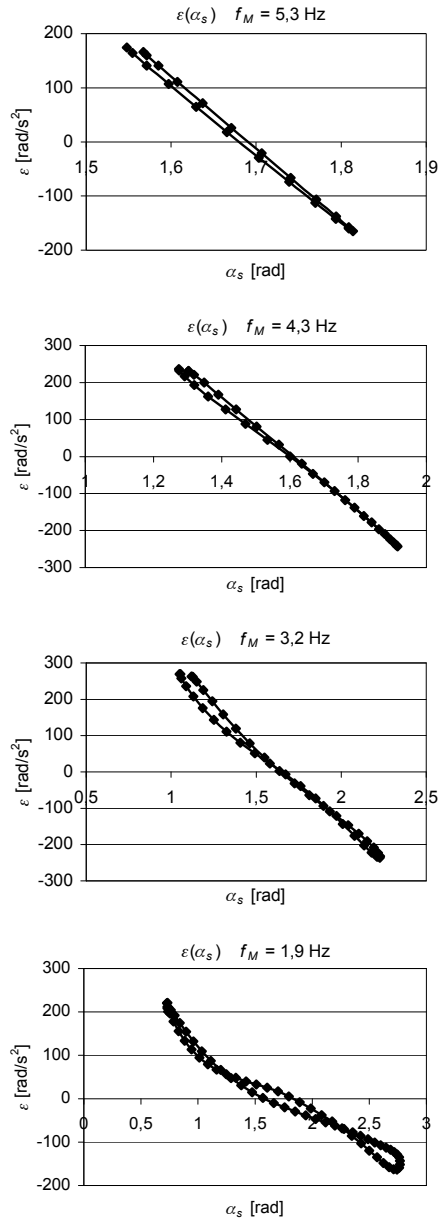 ε(αs) fM = 5,3 Hz
200
100
0
-100
-200
1,5 1,6 1,7 1,8 1,9
ε [rad/s²]
αs [rad]
ε(αs) fM = 4,3 Hz
300
200
100
0
-100
-200
-300
1 1,2 1,4 1,6 1,8 2
ε [rad/s²]
αs [rad]
ε(αs) fM = 3,2 Hz
300
200
100
0
-100
-200
-300
0.5 1 1.5 2 2.5
ε [rad/s²]
αs [rad]
ε(αs) fM = 1,9 Hz
300
200
100
0
-100
-200
0 0,5 1 1,5 2 2,5 3
ε [rad/s²]
αs [rad]